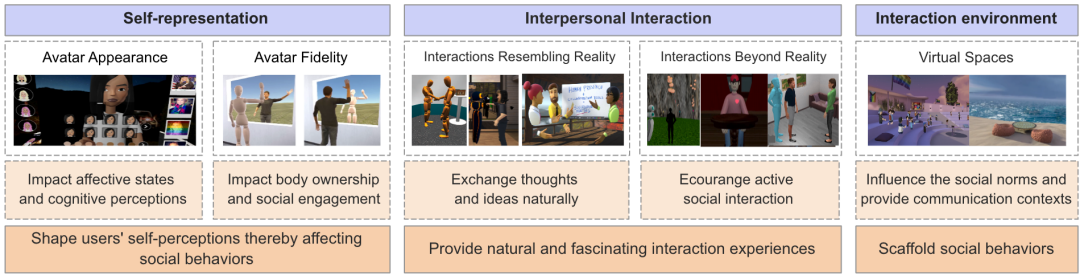 Self-representation
Interpersonal Interaction
Interaction environment
Avatar Appearance
Avatar Fidelity
Interactions Resembling Reality
Interactions Beyond Reality
Virtual Spaces
Impact affective states
and cognitive perceptions
Impact body ownership
and social engagement
Exchange thoughts
and ideas naturally
Ecourange active
social interaction
Influence the social norms and
provide communication contexts
Shape users' self-perceptions thereby affecting
social behaviors
Provide natural and fascinating interaction experiences
Scaffold social behaviors